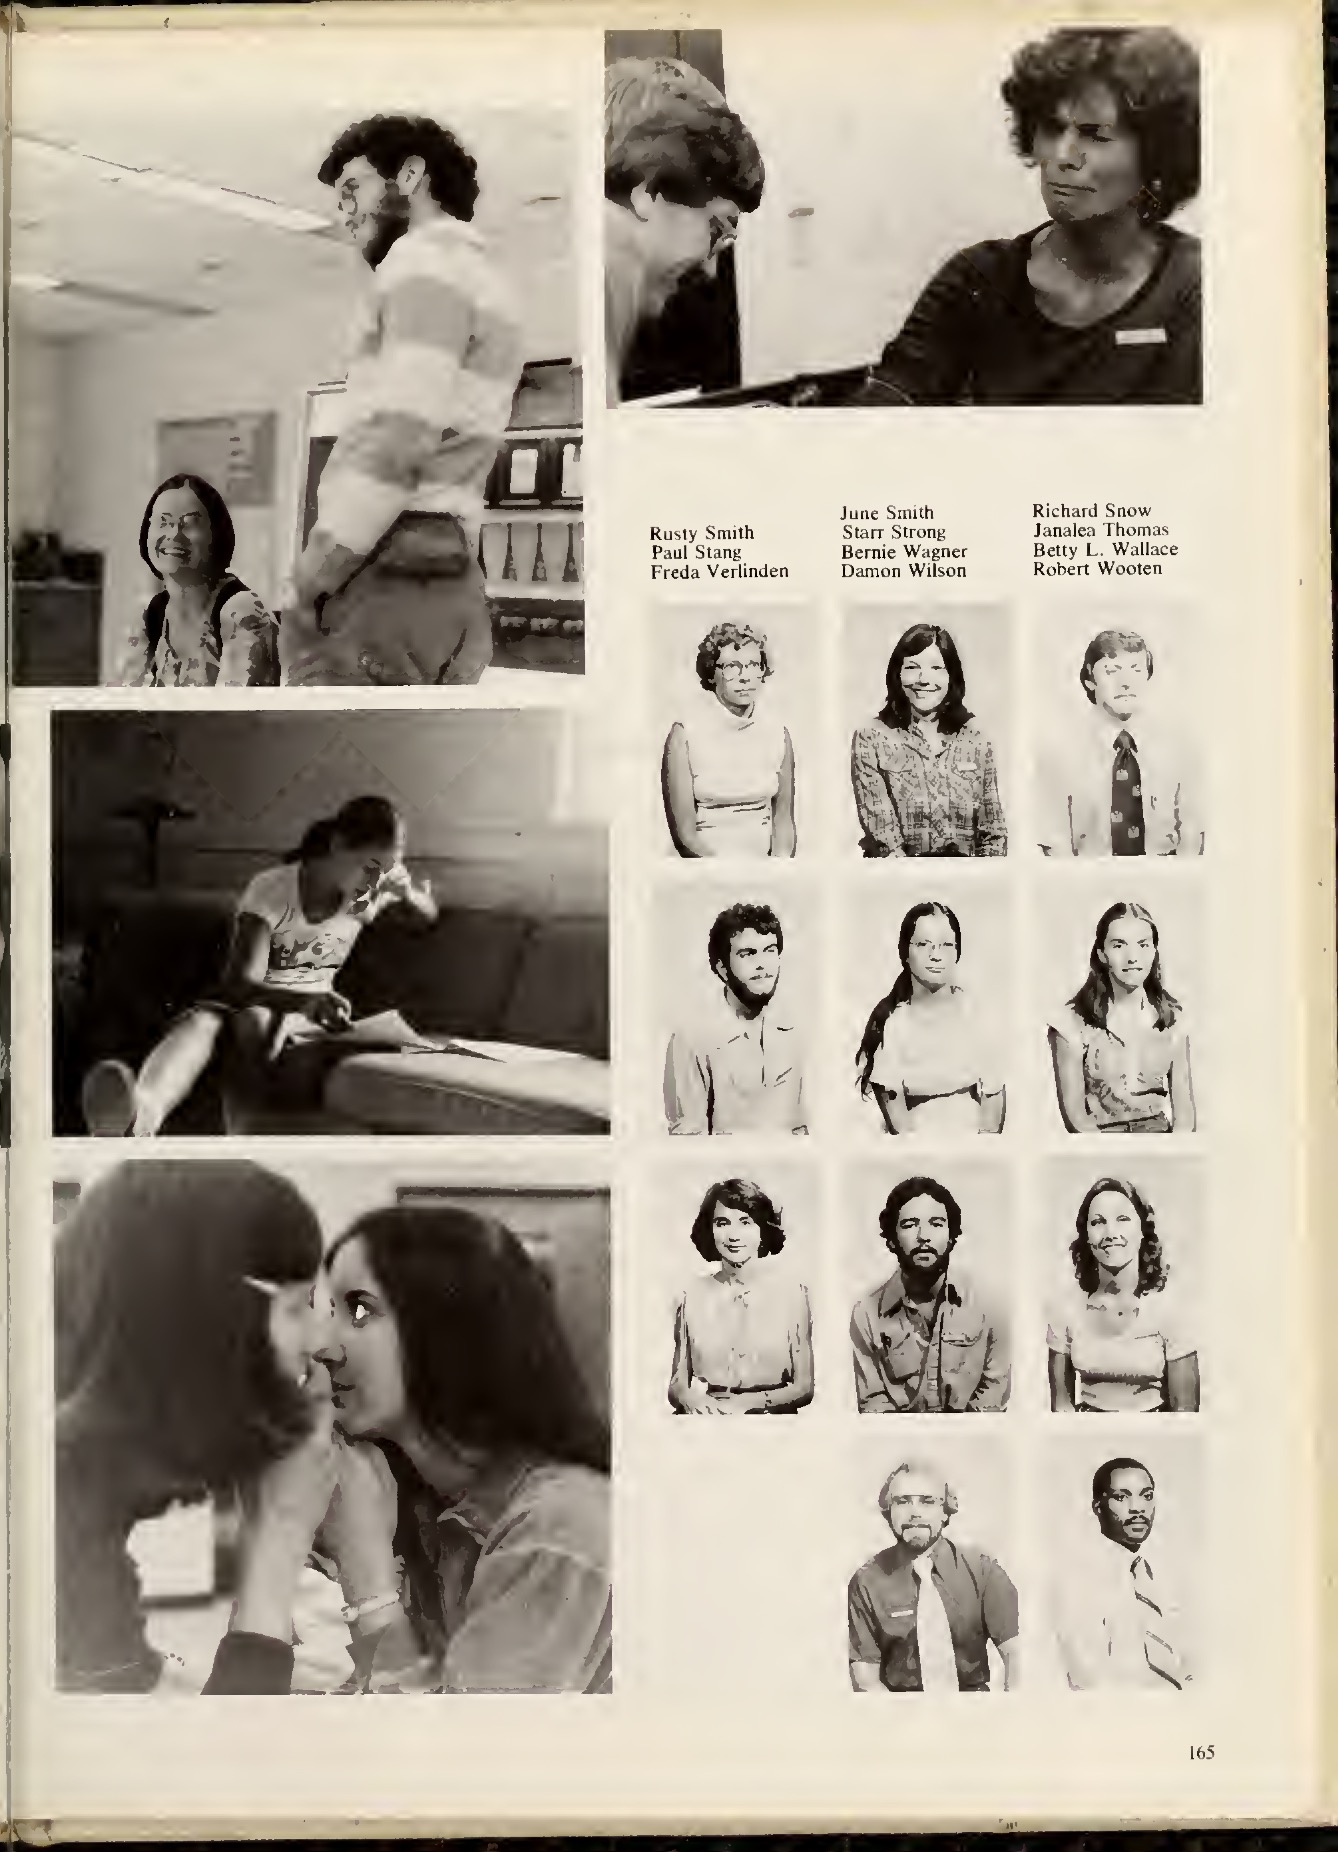 Rusty Smith
Paul Stang
Freda Verlinden
June Smith
Starr Strong
Bernie Wagner
Damon Wilson
Richard Snow
Janalea Thomas
Betty L. Wallace
Robert Wooten
165